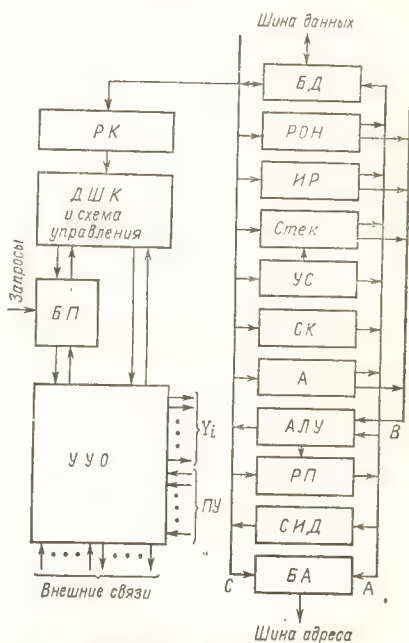 Шина данных
БД
РК
РОН
ДШК
и схема
управления
ИР
Стек
Запросы
БП
УС
СК
А
АЛУ
В
УУО
Yi
ПУ
РП
СИД
С
БА
А
Внешние связи
Шина адреса